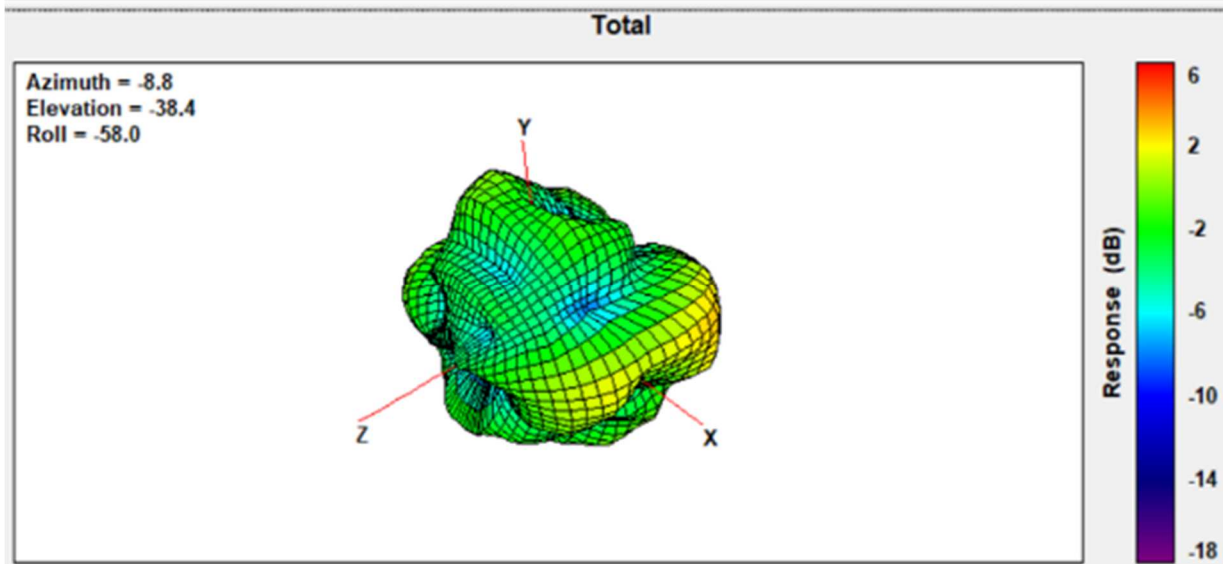 Total
Azimuth = -8.8
Elevation = -38.4
Roll = -58.0
Y
Z
X
Response (dB)
6
2
-2
-6
-10
-14
-18